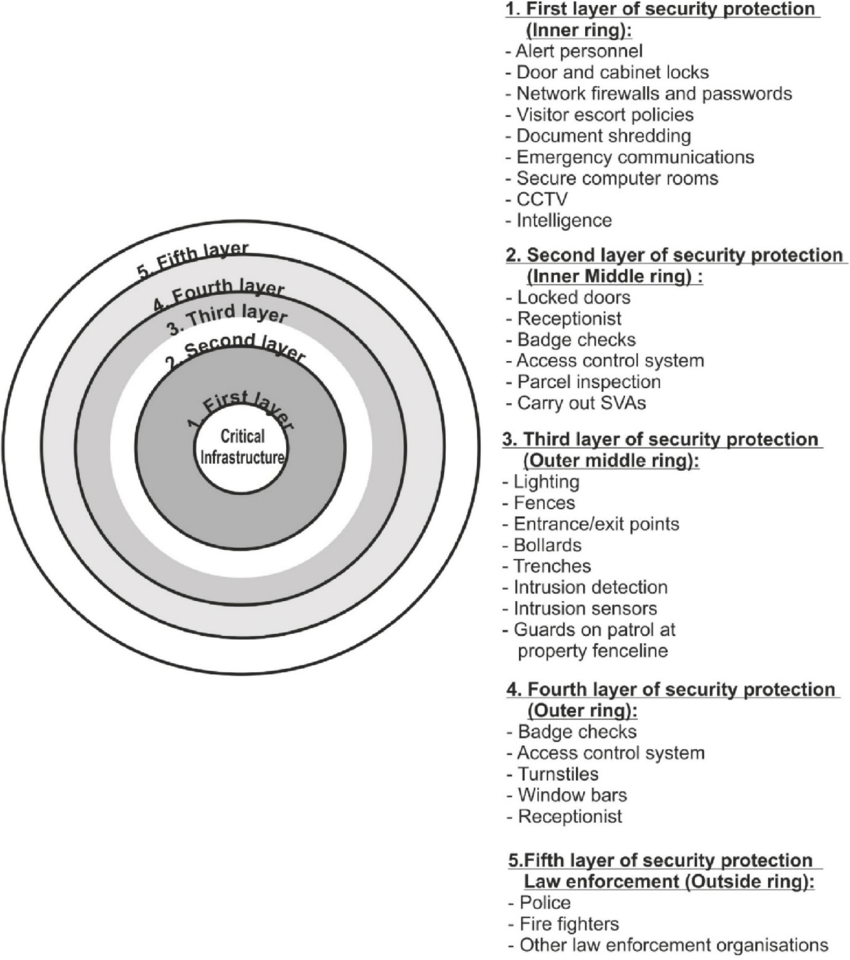 5. Fifth layer
4. Fourth layer
3. Third layer
2. Second layer
1. First layer
Critical
Infrastructure
1. First layer of security protection
(Inner ring):
- Alert personnel
- Door and cabinet locks
- Network firewalls and passwords
- Visitor escort policies
- Document shredding
- Emergency communications
- Secure computer rooms
- CCTV
- Intelligence
2. Second layer of security protection
(Inner Middle ring) :
- Locked doors
- Receptionist
- Badge checks
- Access control system
- Parcel inspection
- Carry out SVAs
3. Third layer of security protection
(Outer middle ring):
- Lighting
- Fences
- Entrance/exit points
- Bollards
- Trenches
- Intrusion detection
- Intrusion sensors
- Guards on patrol at
property fenceline
4. Fourth layer of security protection
(Outer ring):
- Badge checks
- Access control system
- Turnstiles
- Window bars
- Receptionist
5.Fifth layer of security protection
Law enforcement (Outside ring):
- Police
- Fire fighters
- Other law enforcement organisations